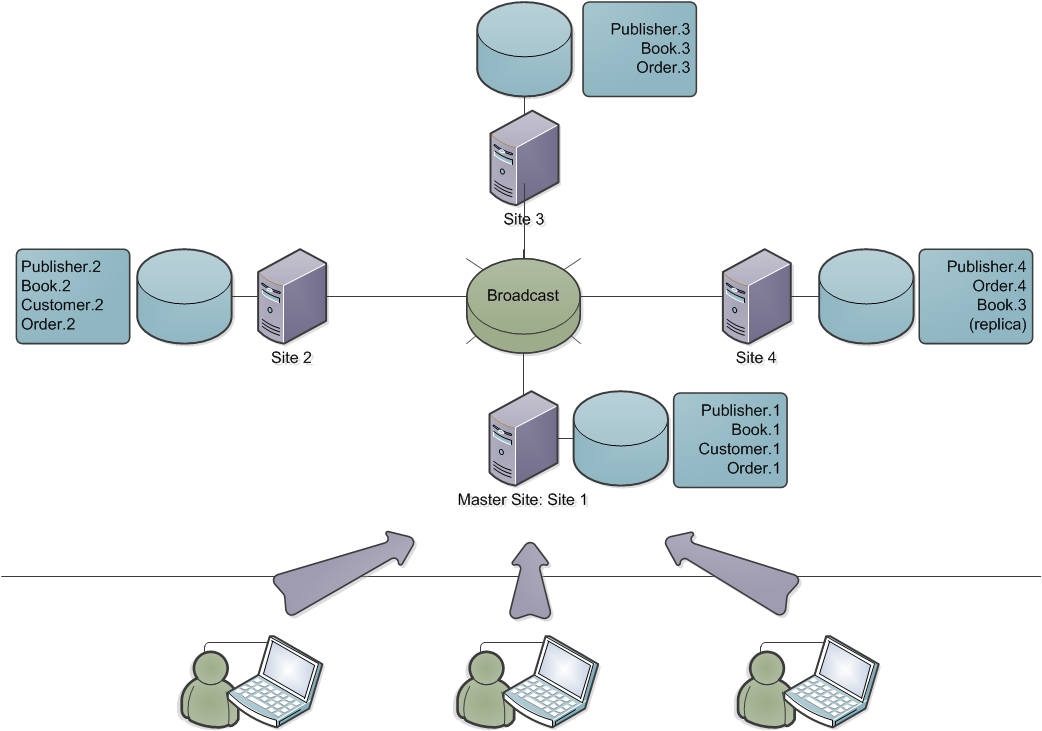 Publisher.3
Book.3
Order.3
Site 3
Publisher.2
Book.2
Customer.2
Order.2
Site 2
Broadcast
Site 4
Publisher.4
Order.4
Book.3
(replica)
Master Site: Site 1
Publisher.1
Book.1
Customer.1
Order.1